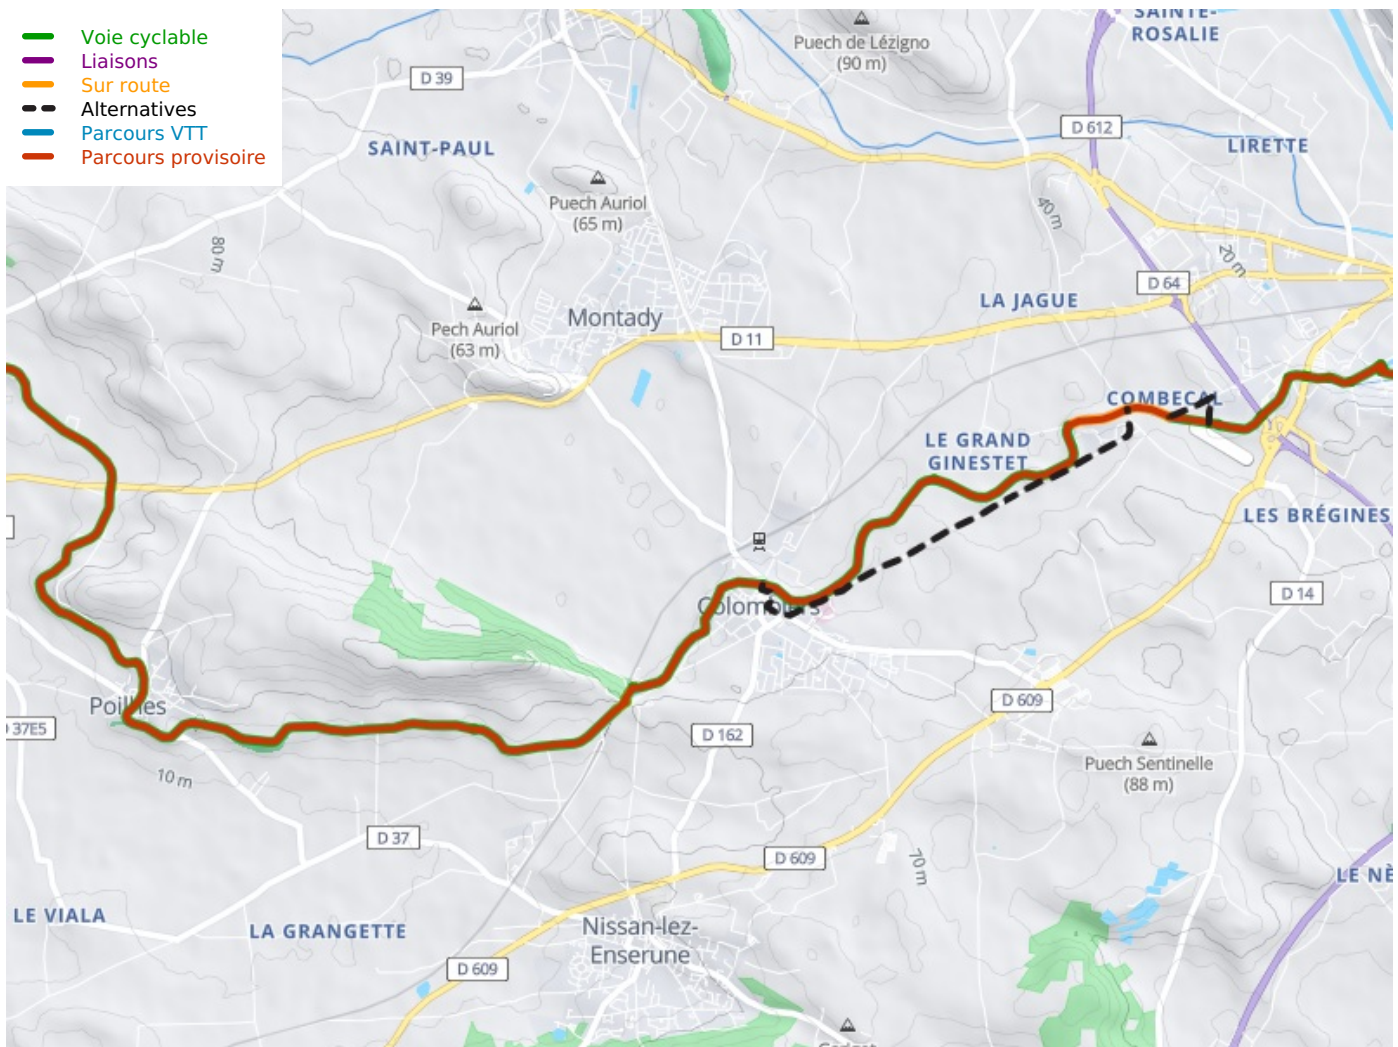 Voie cyclable
Liaisons
Sur route
Alternatives
Parcours VTT
Parcours provisoire
SAINTE-
ROSALIE
Puech de Lézigno
(90 m)
D 39
D 612
SAINT-PAUL
LIRETTE
Puech Auriol
(65 m)
40 m
80 m
20 m
D 64
LA JAGUE
Pech Auriol
(63 m)
Montady
D 11
COMBECAL
LE GRAND
GINESTET
LES BRÉGINES
D 14
Colombiers
Poilhes
D 609
37E5
D 162
Puech Sentinelle
(88 m)
10 m
D 37
D 609
70 m
LE NÈ
LE VIALA
LA GRANGETTE
Nissan-lez-
Enserune
D 609